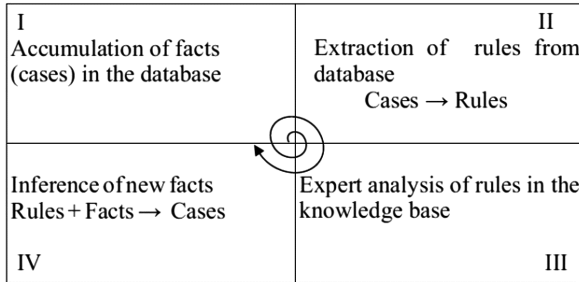 I
Accumulation of facts
(cases) in the database
II
Extraction of rules from
database
Cases → Rules
Inference of new facts
Rules + Facts → Cases
IV
Expert analysis of rules in the
knowledge base
III